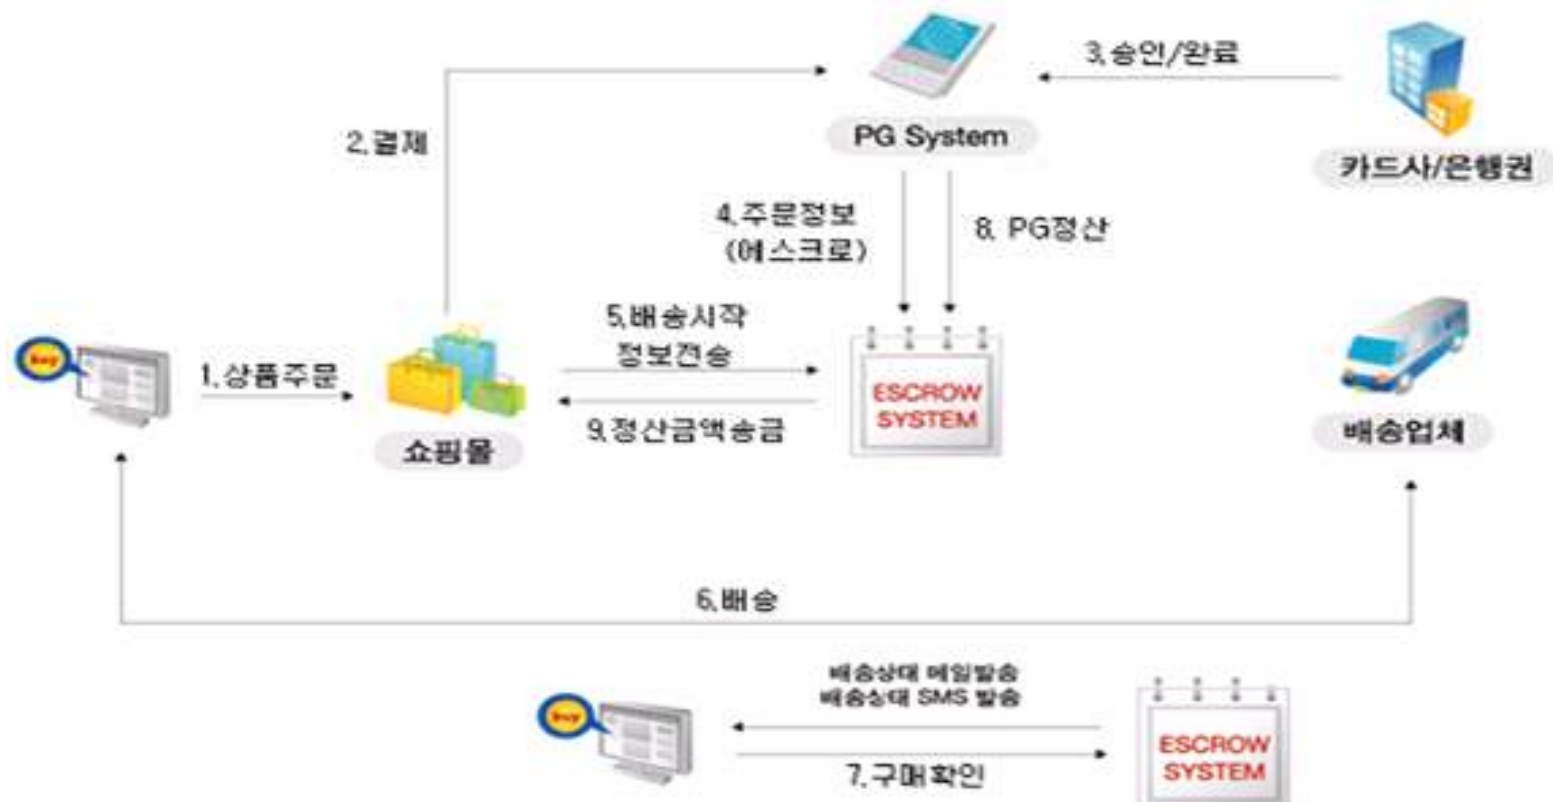 3.승인/완료
2.결제
PG System
카드사/은행권
4.주문정보
(에스크로)
8. PG정산
5.배송시작
정보전송
buy
1.상품주문
ESCROW
SYSTEM
9.정산금액송금
쇼핑몰
배송업체
6.배송
배송상태 메일발송
배송상태 SMS 발송
buy
ESCROW
SYSTEM
7.구매확인